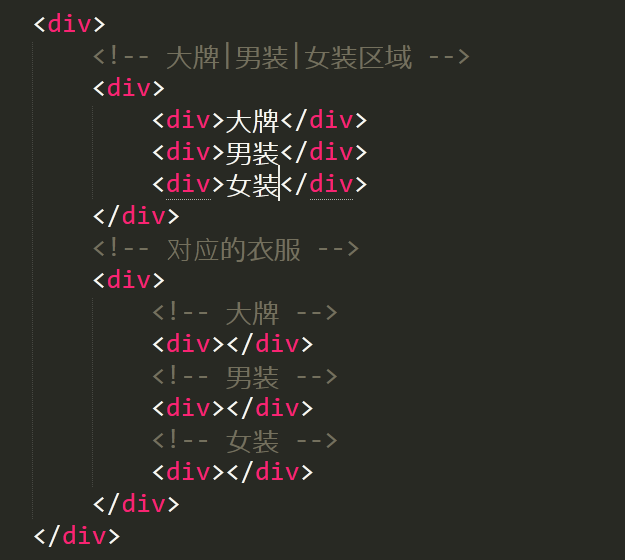 <div>
<!-- 大牌|男装|女装区域 -->
<div>
<div>大牌</div>
<div>男装</div>
<div>女装</div>
</div>
<!-- 对应的衣服 -->
<div>
<!-- 大牌 -->
<div></div>
<!-- 男装 -->
<div></div>
<!-- 女装 -->
<div></div>
</div>
</div>